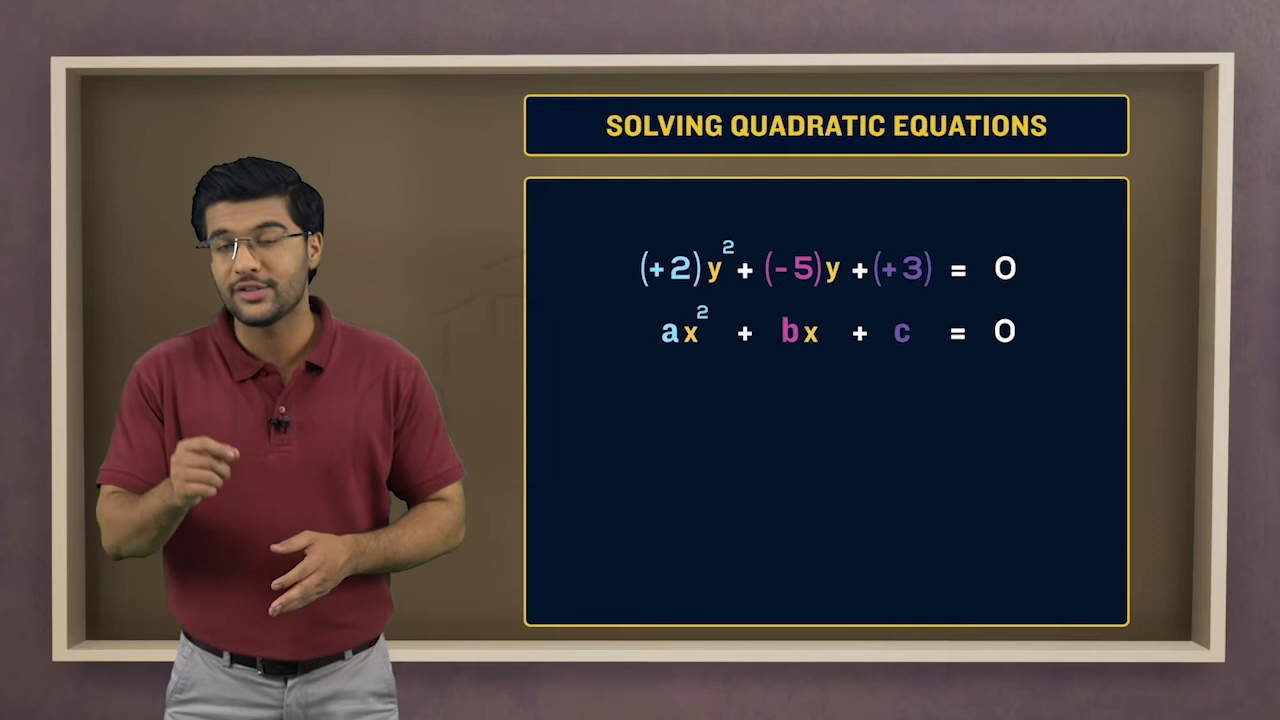 SOLVING QUADRATIC EQUATIONS
(+2)y² + (-5)y + (+3) = 0
ax² + bx + c = 0